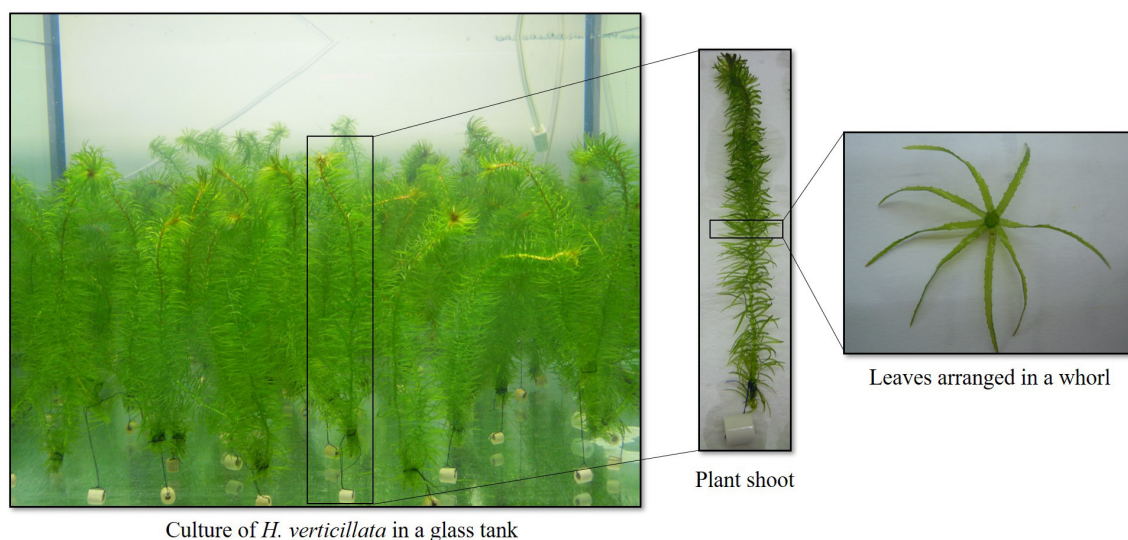 Culture of H. verticillata in a glass tank
Plant shoot
Leaves arranged in a whorl